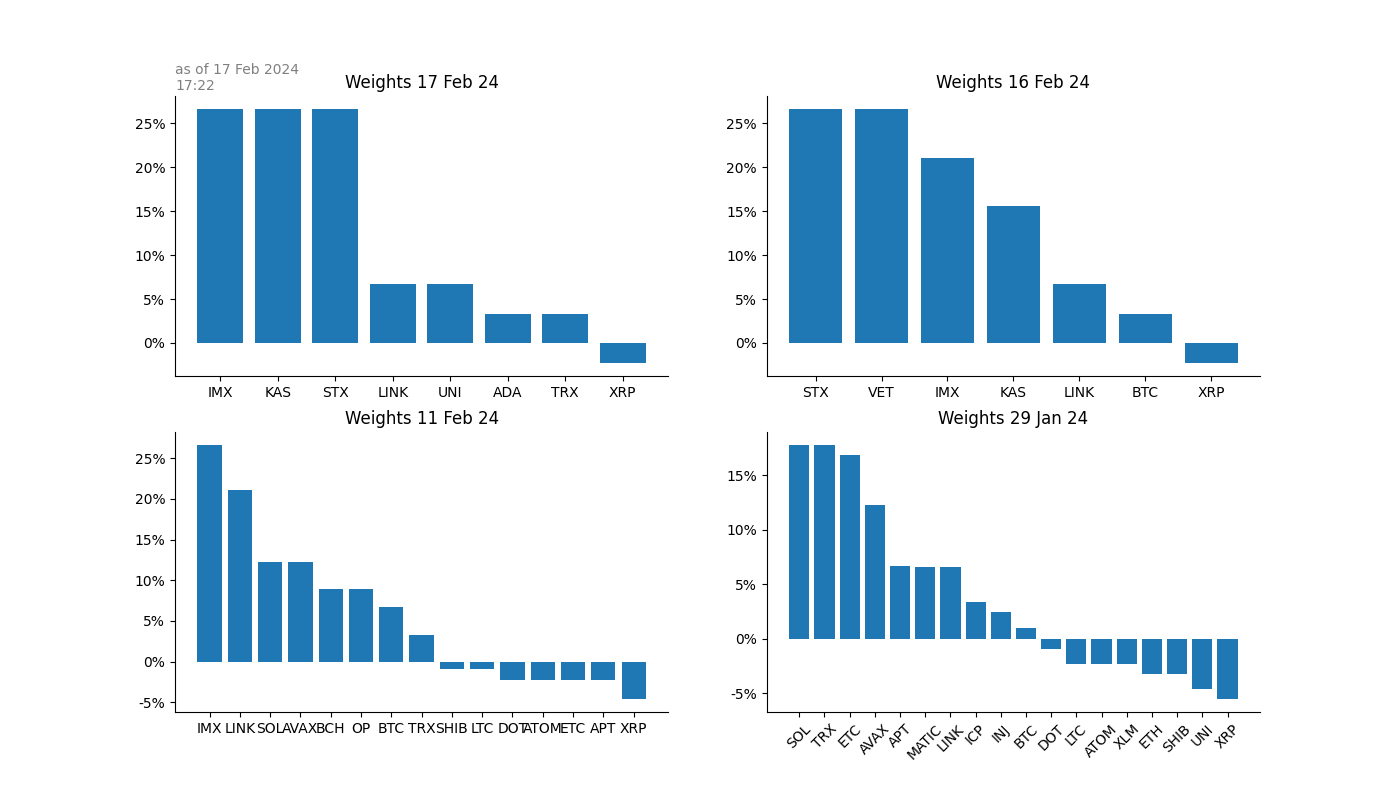 as of 17 Feb 2024
17:22
Weights 17 Feb 24
25%
20%
15%
10%
5%
0%
IMX KAS STX LINK UNI ADA TRX XRP
Weights 16 Feb 24
25%
20%
15%
10%
5%
0%
STX VET IMX KAS LINK BTC XRP
Weights 11 Feb 24
25%
20%
15%
10%
5%
0%
-5%
IMX LINK SOL AVAX BCH OP BTC TRX SHIB LTC DOT ATOM ETC APT XRP
Weights 29 Jan 24
15%
10%
5%
0%
-5%
SOL TRX ETC AVAX APT MATIC LINK ICP INJ BTC DOT LTC ATOM XLM ETH SHIB UNI XRP